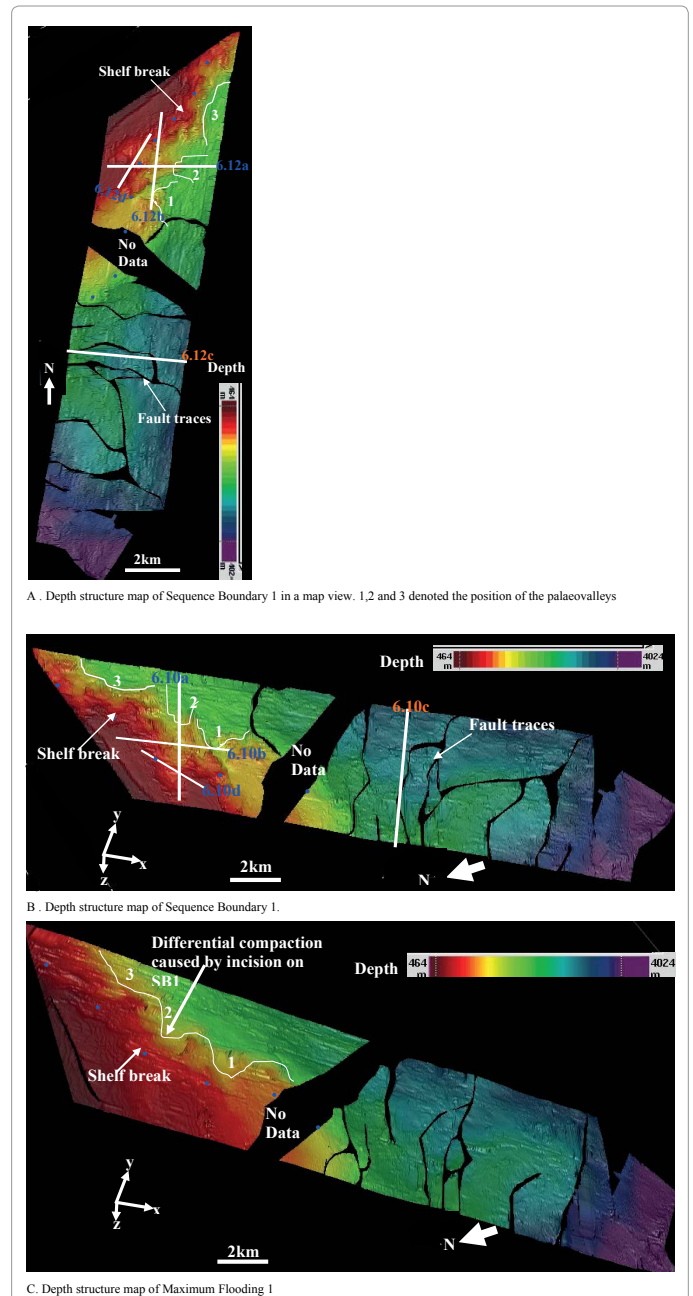 Shelf break
3
6.12a
2
1
6.12b
No
Data
6.12c
N
Depth
Fault traces
2km
A . Depth structure map of Sequence Boundary 1 in a map view. 1,2 and 3 denoted the position of the palaeovalleys
464
m
4024
m
Depth
3
6.10a
6.10c
2
Fault traces
1
Shelf break
6.10b
No
Data
6.10d
y
x
z
2km
N
B . Depth structure map of Sequence Boundary 1.
Differential compaction
caused by incision on
SB1
464
m
4024
m
Depth
3
2
1
Shelf break
No
Data
y
x
z
N
2km
C. Depth structure map of Maximum Flooding 1